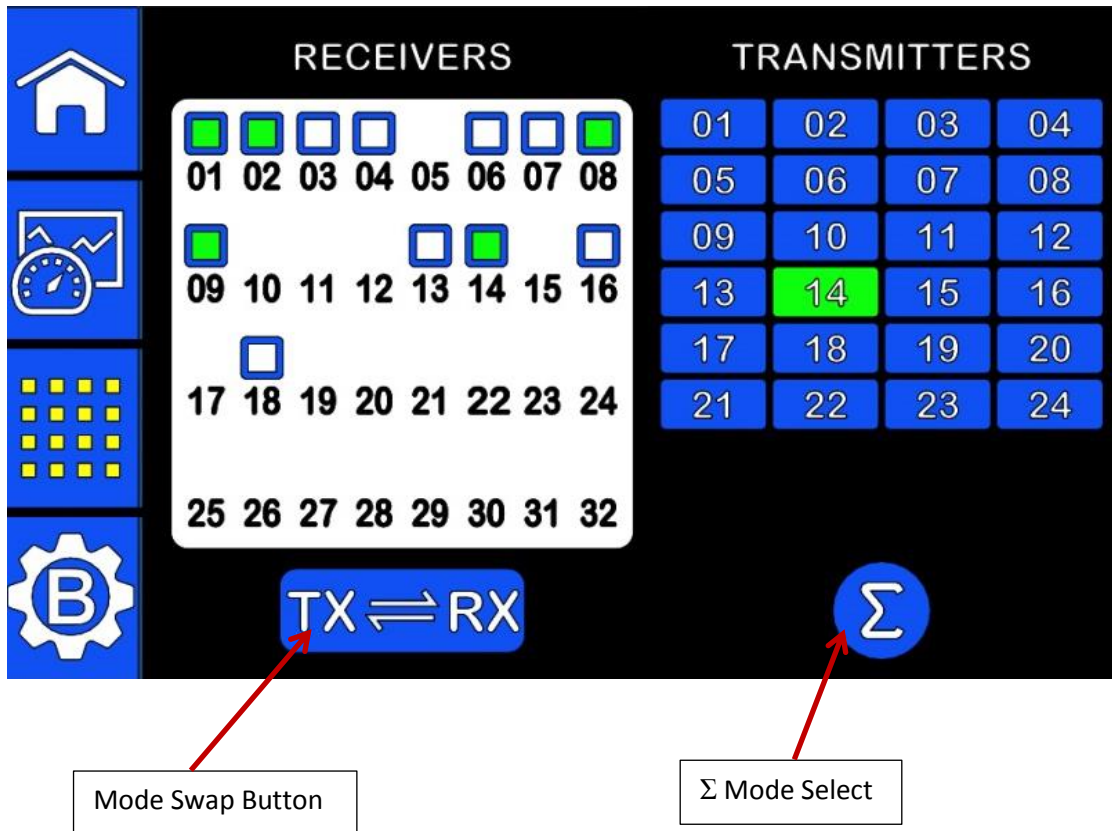 RECEIVERS
01 02 03 04 05 06 07 08
09 10 11 12 13 14 15 16
17 18 19 20 21 22 23 24
25 26 27 28 29 30 31 32
TRANSMITTERS
01 02 03 04
05 06 07 08
09 10 11 12
13 14 15 16
17 18 19 20
21 22 23 24
B
TX ⇌ RX
Σ
Mode Swap Button
Σ Mode Select